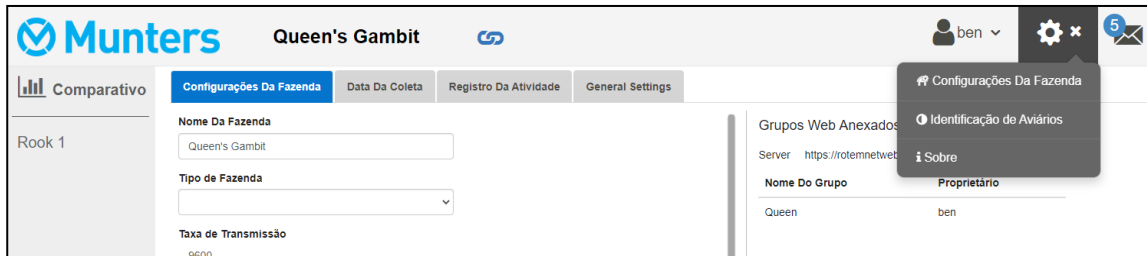 Munters
Queen's Gambit
ben
5
Comparativo
Rook 1
Configurações Da Fazenda
Data Da Coleta
Registro Da Atividade
General Settings
Nome Da Fazenda
Queen's Gambit
Tipo de Fazenda
Taxa de Transmissão
9600
Grupos Web Anexados
Server https://rotemnetweb
Nome Do Grupo Proprietário
Queen ben
Configurações Da Fazenda
Identificação de Aviários
Sobre